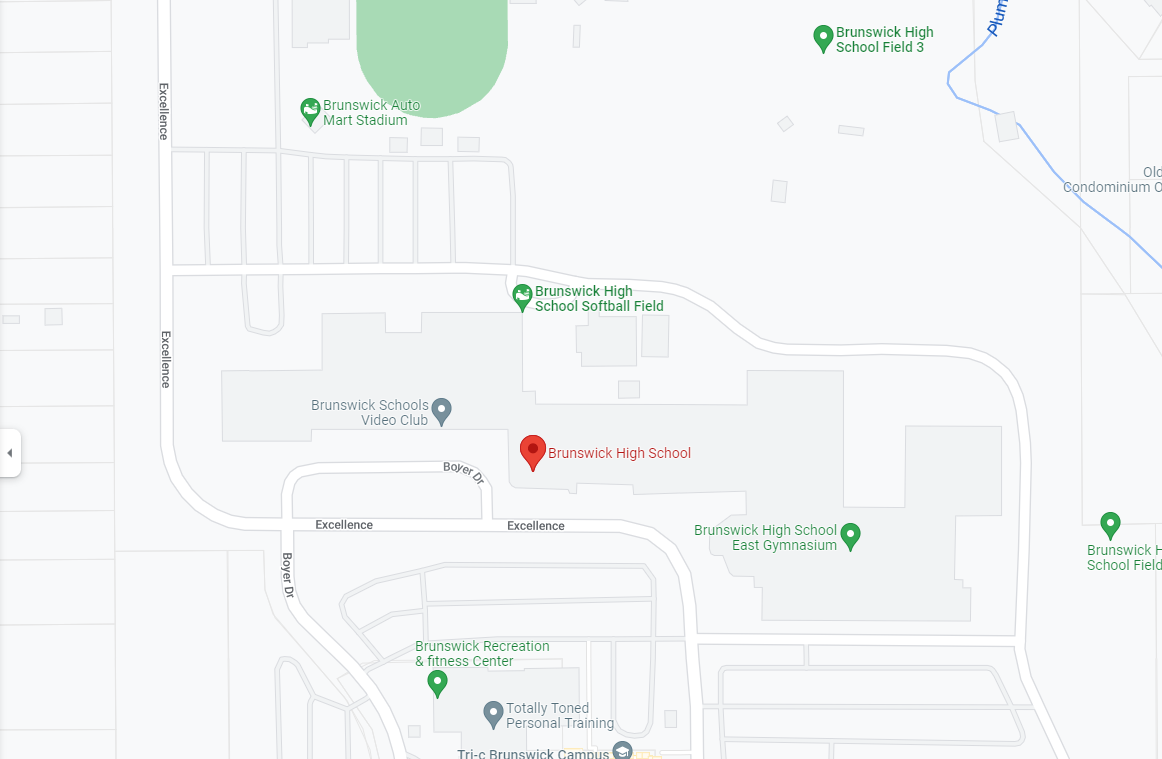 Plum
Brunswick High
School Field 3
Excellence
Brunswick Auto
Mart Stadium
Old
Condominium O
Brunswick High
School Softball Field
Excellence
Brunswick Schools
Video Club
Brunswick High School
Boyer Dr
Excellence
Excellence
Brunswick High School
East Gymnasium
Brunswick H
School Field
Boyer Dr
Brunswick Recreation
& fitness Center
Totally Toned
Personal Training
Tri-c Brunswick Campus